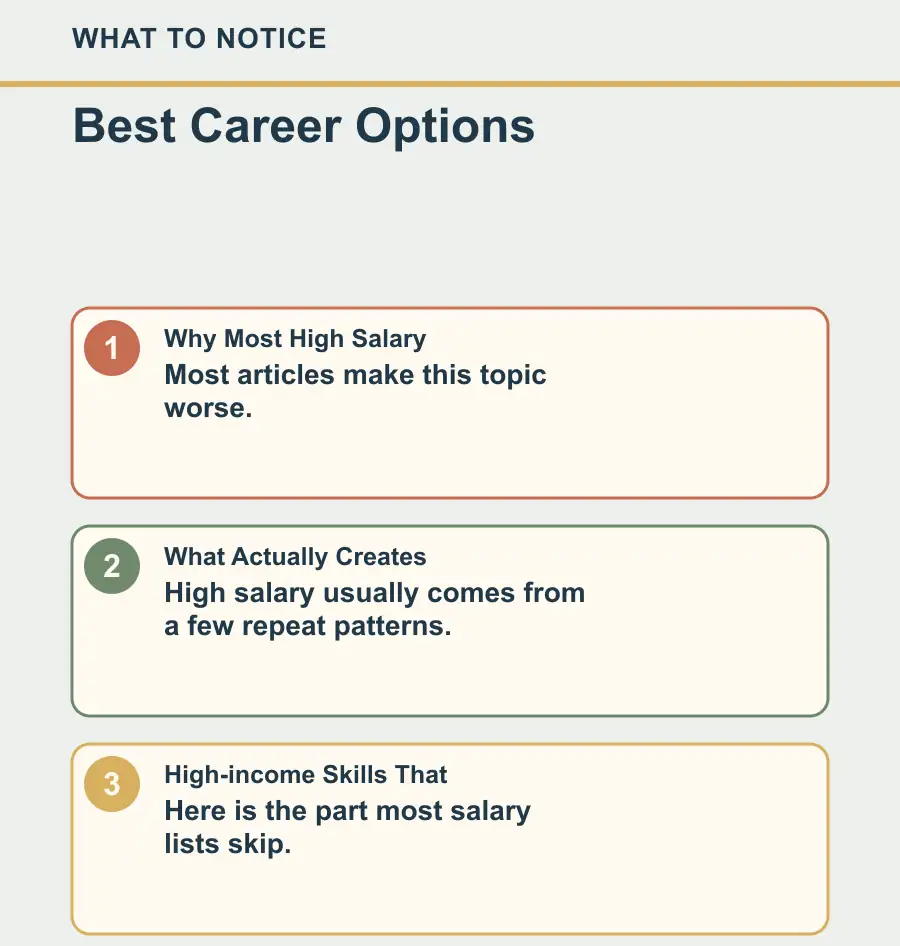 WHAT TO NOTICE
Best Career Options
1
Why Most High Salary
Most articles make this topic
worse.
2
What Actually Creates
High salary usually comes from
a few repeat patterns.
3
High-income Skills That
Here is the part most salary
lists skip.